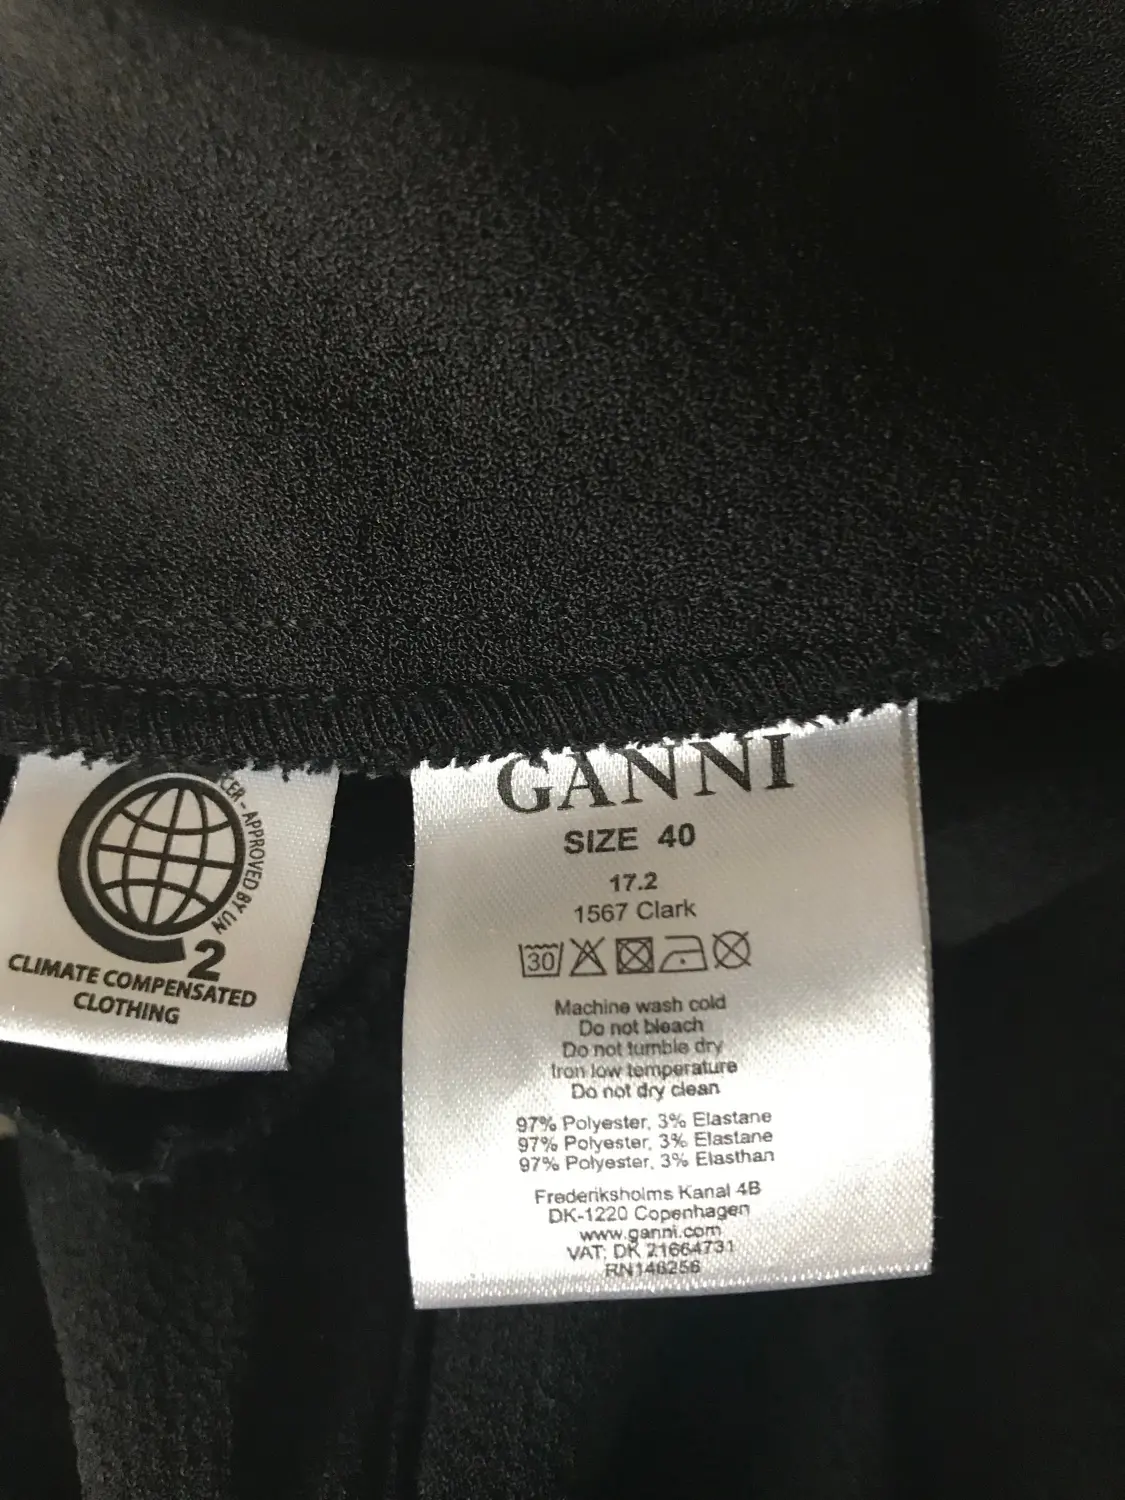 CER - APPROVED BY UN
2
CLIMATE COMPENSATED
CLOTHING
GANNI
SIZE 40
17.2
1567 Clark
30
Machine wash cold
Do not bleach
Do not tumble dry
Iron low temperature
Do not dry clean
97% Polyester, 3% Elastane
97% Polyester, 3% Elastane
97% Polyester, 3% Elasthan
Frederiksholms Kanal 4B
DK-1220 Copenhagen
www.ganni.com
VAT: DK 21664731
RN146256